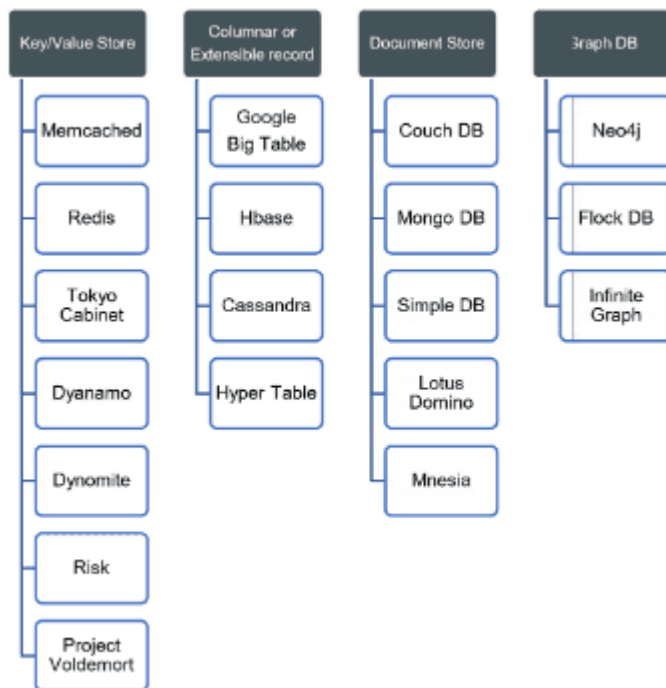 Key/Value Store
Memcached
Redis
Tokyo
Cabinet
Dyanamo
Dynomite
Risk
Project
Voldemort
Columnar or
Extensible record
Google
Big Table
Hbase
Cassandra
Hyper Table
Document Store
Couch DB
Mongo DB
Simple DB
Lotus
Domino
Mnesia
Graph DB
Neo4j
Flock DB
Infinite
Graph